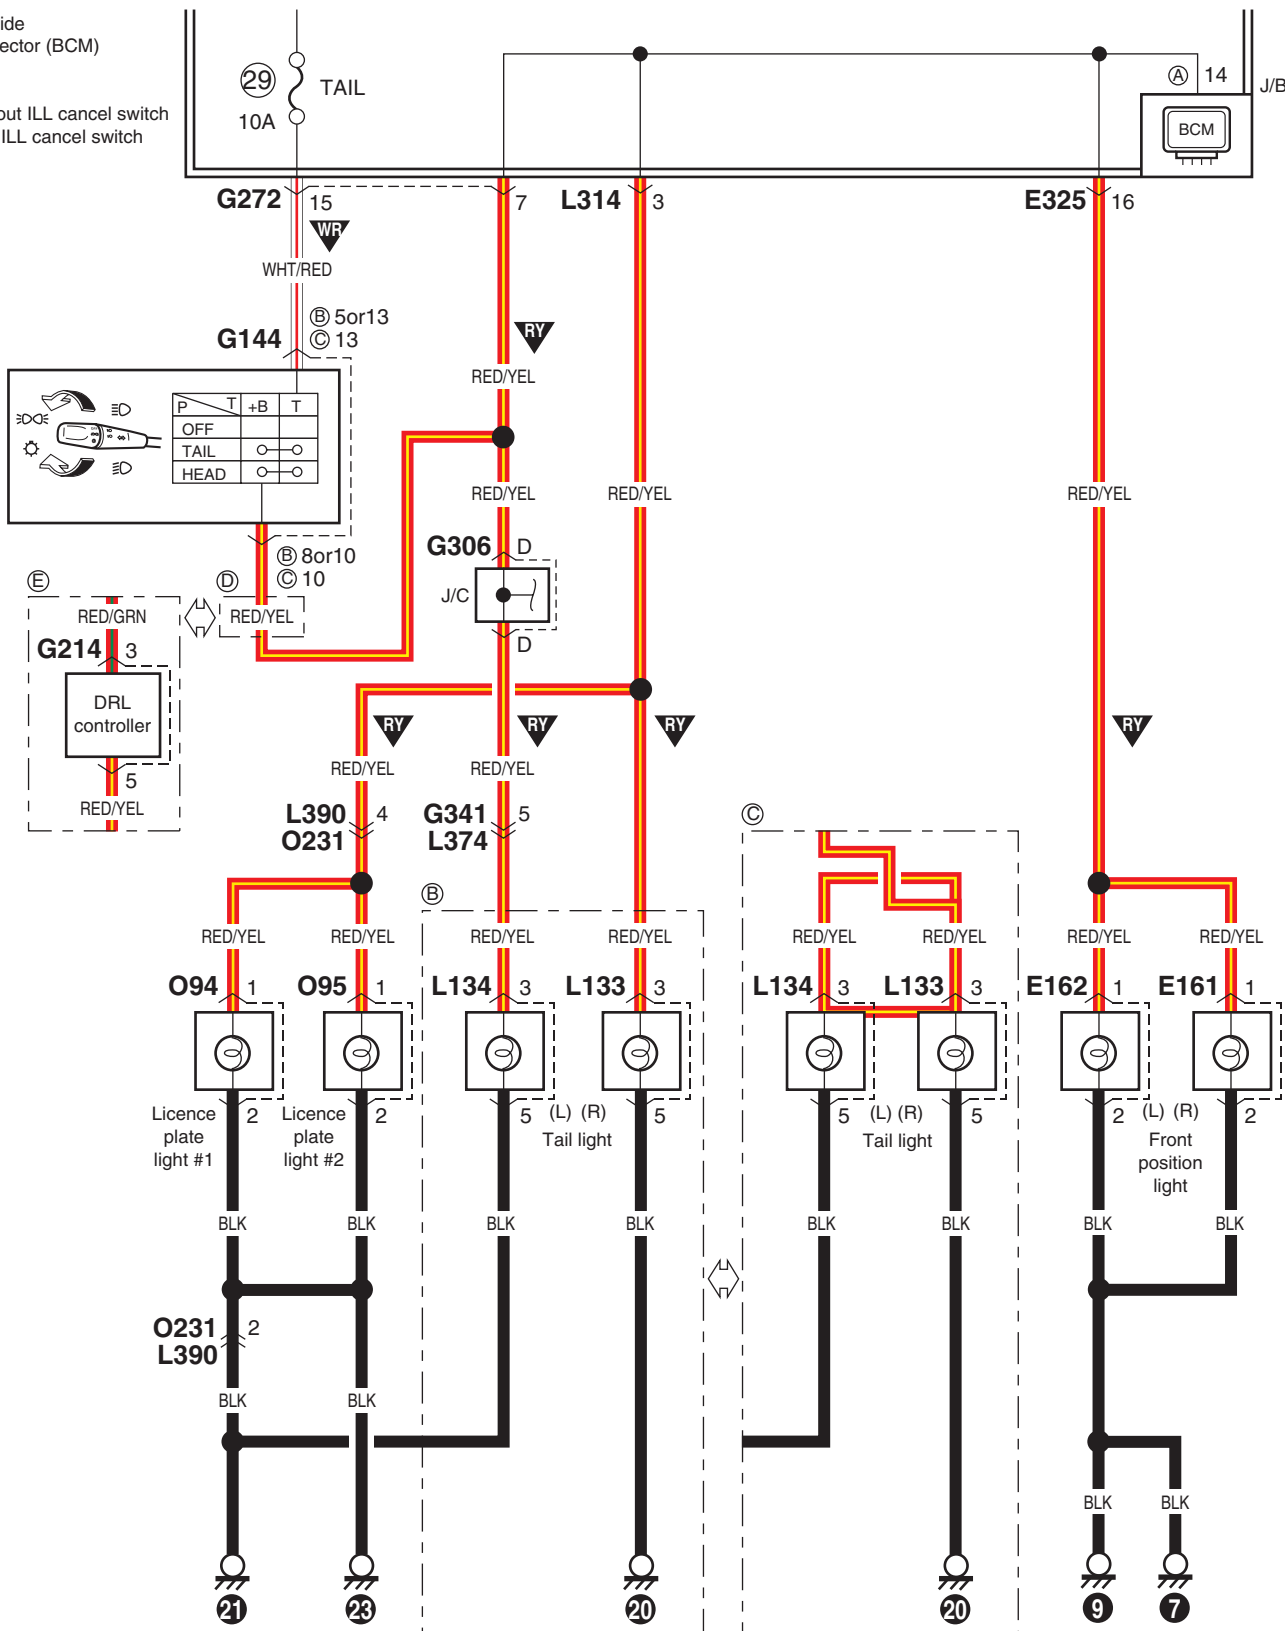 ide
ector (BCM)
out ILL cancel switch
ILL cancel switch
29
TAIL
10A
A 14
J/B
BCM
G272 15
7
L314 3
E325 16
WR
WHT/RED
B 5or13
G144 C 13
RY
RED/YEL
P T +B T
OFF
TAIL
HEAD
RED/YEL
RED/YEL
RED/YEL
B 8or10
C 10
G306 D
J/C
D
E
D
RED/GRN
RED/YEL
G214 3
DRL
controller
5
RED/YEL
RY
RY
RY
RY
RED/YEL
RED/YEL
L390 4
O231
G341 5
L374
C
B
RED/YEL
RED/YEL
RED/YEL
RED/YEL
RED/YEL
RED/YEL
RED/YEL
RED/YEL
O94 1
O95 1
L134 3
L133 3
L134 3
L133 3
E162 1
E161 1
2
2
5
5
5
5
2
2
Licence
plate
light #1
Licence
plate
light #2
(L) (R)
Tail light
(L) (R)
Tail light
(L) (R)
Front
position
light
BLK
BLK
BLK
BLK
BLK
BLK
BLK
BLK
O231 2
L390
BLK
BLK
BLK
BLK
21
23
20
20
9
7